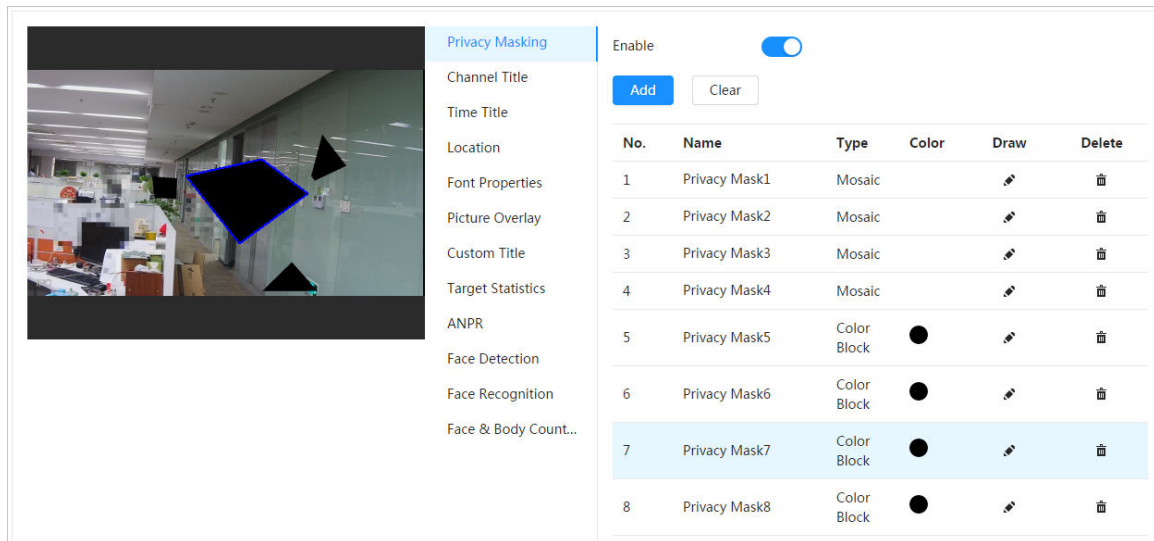 Privacy Masking
Channel Title
Time Title
Location
Font Properties
Picture Overlay
Custom Title
Target Statistics
ANPR
Face Detection
Face Recognition
Face & Body Count...
Enable
Add Clear
No. Name Type Color Draw Delete
1 Privacy Mask1 Mosaic
2 Privacy Mask2 Mosaic
3 Privacy Mask3 Mosaic
4 Privacy Mask4 Mosaic
5 Privacy Mask5 Color
Block
6 Privacy Mask6 Color
Block
7 Privacy Mask7 Color
Block
8 Privacy Mask8 Color
Block